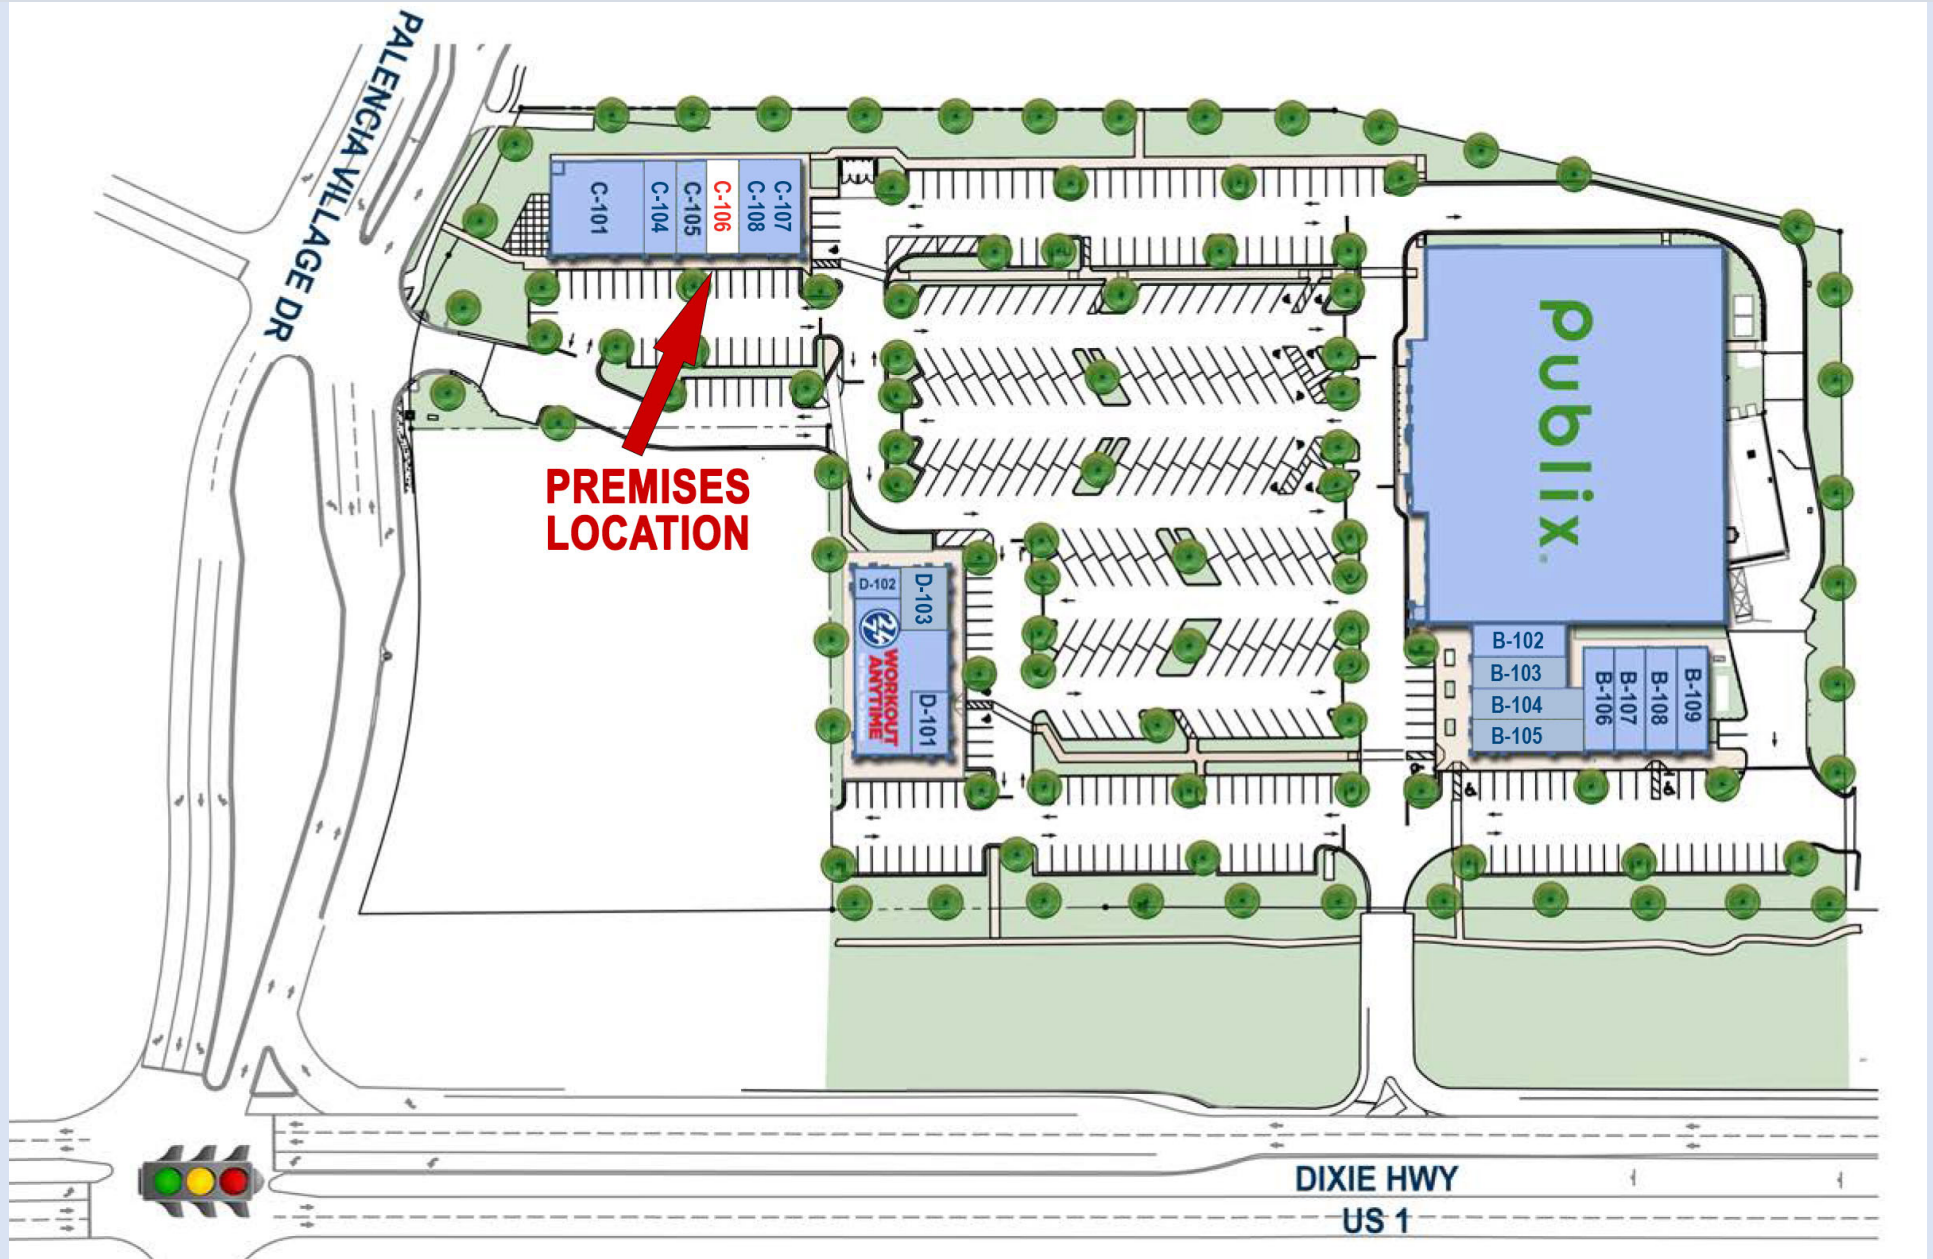 PALENCIA VILLAGE DR
C-101
C-104
C-105
C-106
C-108
C-107
PREMISES
LOCATION
Publix.
D-102
D-103
WORKOUT
ANYTIME
D-101
B-102
B-103
B-104
B-105
B-106
B-107
B-108
B-109
DIXIE HWY
US 1